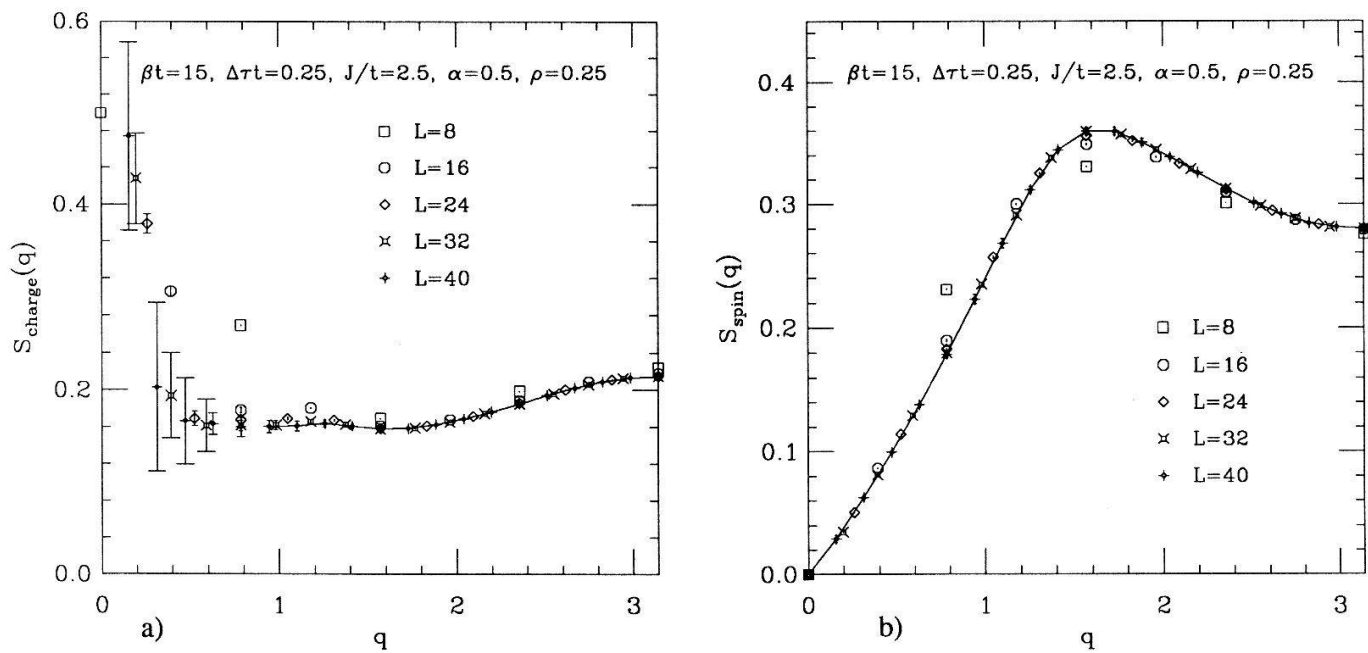 βt=15, Δτt=0.25, J/t=2.5, α=0.5, ρ=0.25
L=8
L=16
L=24
L=32
L=40
S_charge(q)
0.6
0.4
0.2
0.0
0
1
2
3
a)
q
βt=15, Δτt=0.25, J/t=2.5, α=0.5, ρ=0.25
L=8
L=16
L=24
L=32
L=40
S_spin(q)
0.4
0.3
0.2
0.1
0.0
0
1
2
3
b)
q